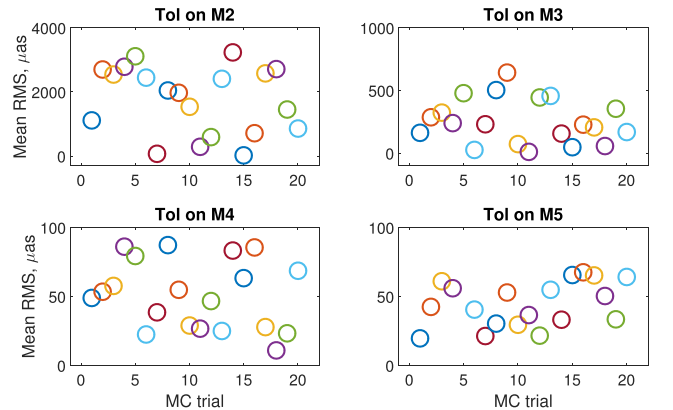 Tol on M2
Mean RMS, μas
4000
2000
0
0 5 10 15 20
Tol on M3
1000
500
0
0 5 10 15 20
Tol on M4
Mean RMS, μas
100
50
0
0 5 10 15 20
MC trial
Tol on M5
100
50
0
0 5 10 15 20
MC trial